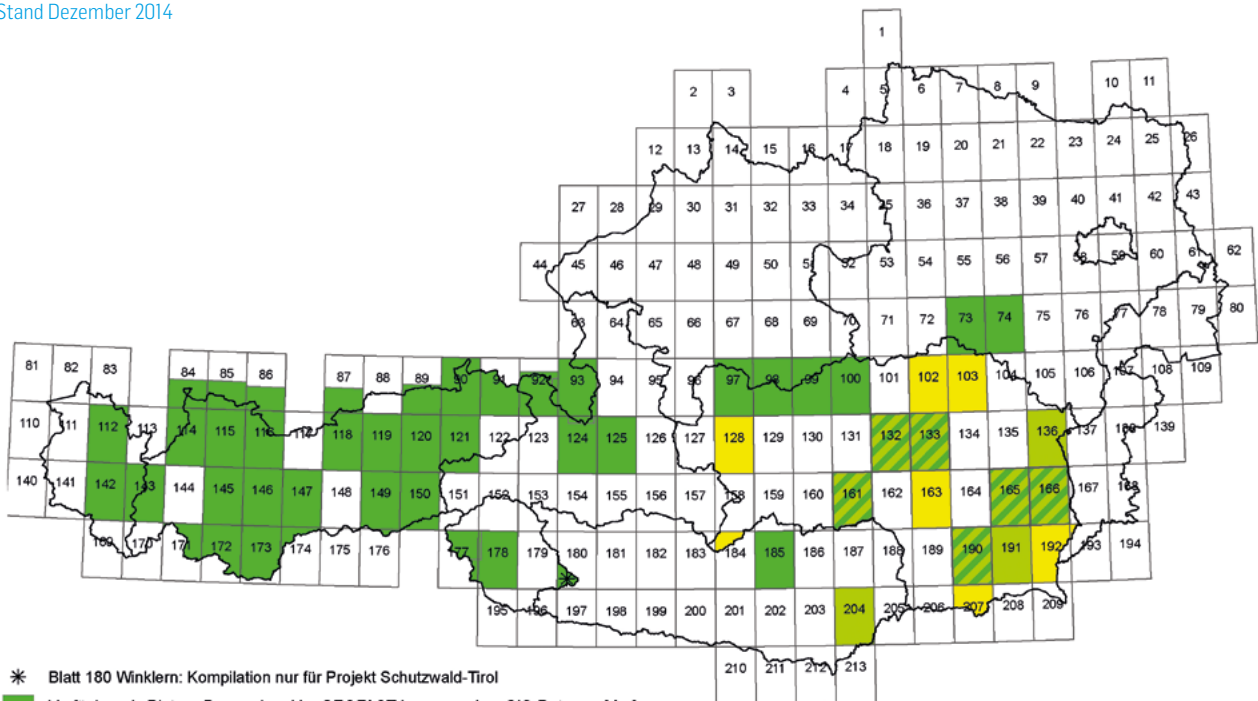 Stand Dezember 2014
1
2 3 4 5 6 7 8 9 10 11
12 13 14 15 16 17 18 19 20 21 22 23 24 25 26
27 28 29 30 31 32 33 34 35 36 37 38 39 40 41 42 43
44 45 46 47 48 49 50 51 52 53 54 55 56 57 58 59 60 61 62
63 64 65 66 67 68 69 70 71 72 73 74 75 76 77 78 79 80
81 82 83 84 85 86 87 88 89 90 91 92 93 94 95 96 97 98 99 100 101 102 103 104 105 106 107 108 109
110 111 112 113 114 115 116 117 118 119 120 121 122 123 124 125 126 127 128 129 130 131 132 133 134 135 136 137 138 139
140 141 142 143 144 145 146 147 148 149 150 151 152 153 154 155 156 157 158 159 160 161 162 163 164 165 166 167 168
169 170 171 172 173 174 175 176 177 178 179 180 181 182 183 184 185 186 187 188 189 190 191 192 193 194
195 196 197 198 199 200 201 202 203 204 205 206 207 208 209
210 211 212 213
Blatt 180 Winklern: Kompilation nur für Projekt Schutzwald-Tirol